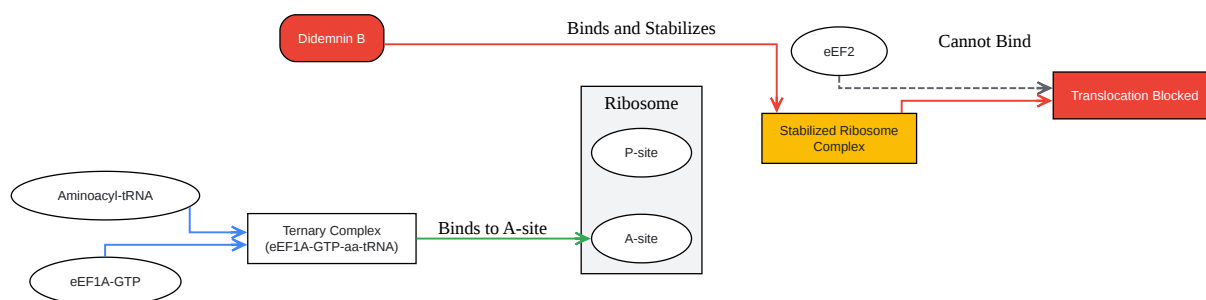 Didemnin B
Binds and Stabilizes
eEF2
Cannot Bind
Translocation Blocked
Ribosome
Stabilized Ribosome
Complex
P-site
Aminoacyl-tRNA
Ternary Complex
(eEF1A-GTP-aa-tRNA)
Binds to A-site
A-site
eEF1A-GTP